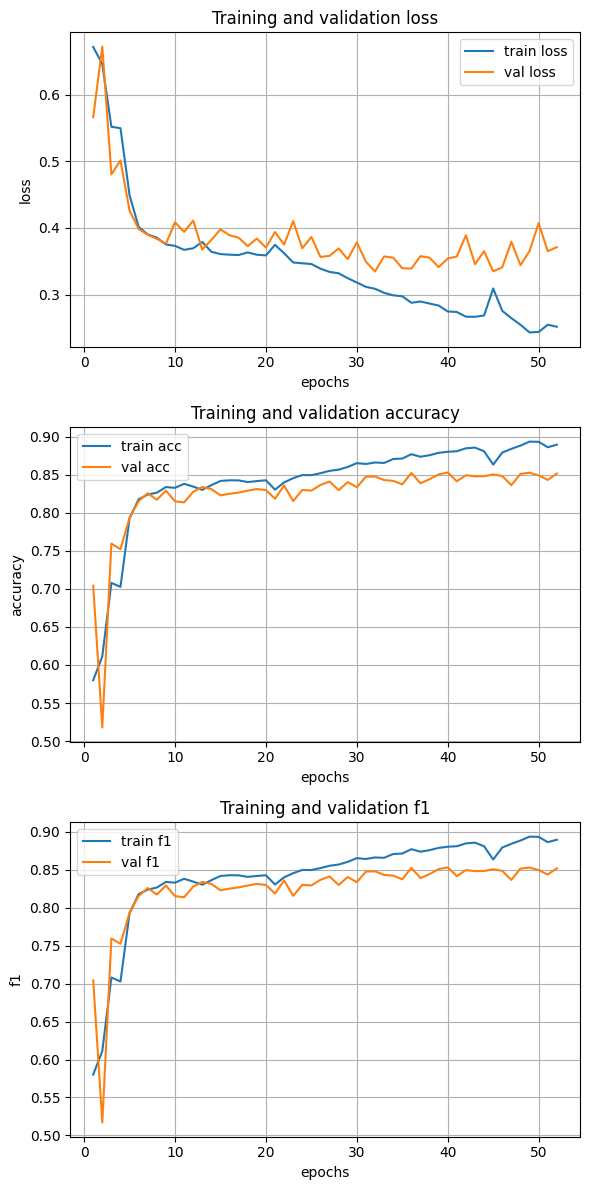 Training and validation loss
train loss
val loss
0.6
0.5
0.4
0.3
loss
0
10
20
30
40
50
epochs
Training and validation accuracy
train acc
val acc
0.90
0.85
0.80
0.75
0.70
0.65
0.60
0.55
0.50
accuracy
0
10
20
30
40
50
epochs
Training and validation f1
train f1
val f1
0.90
0.85
0.80
0.75
0.70
0.65
0.60
0.55
0.50
f1
0
10
20
30
40
50
epochs